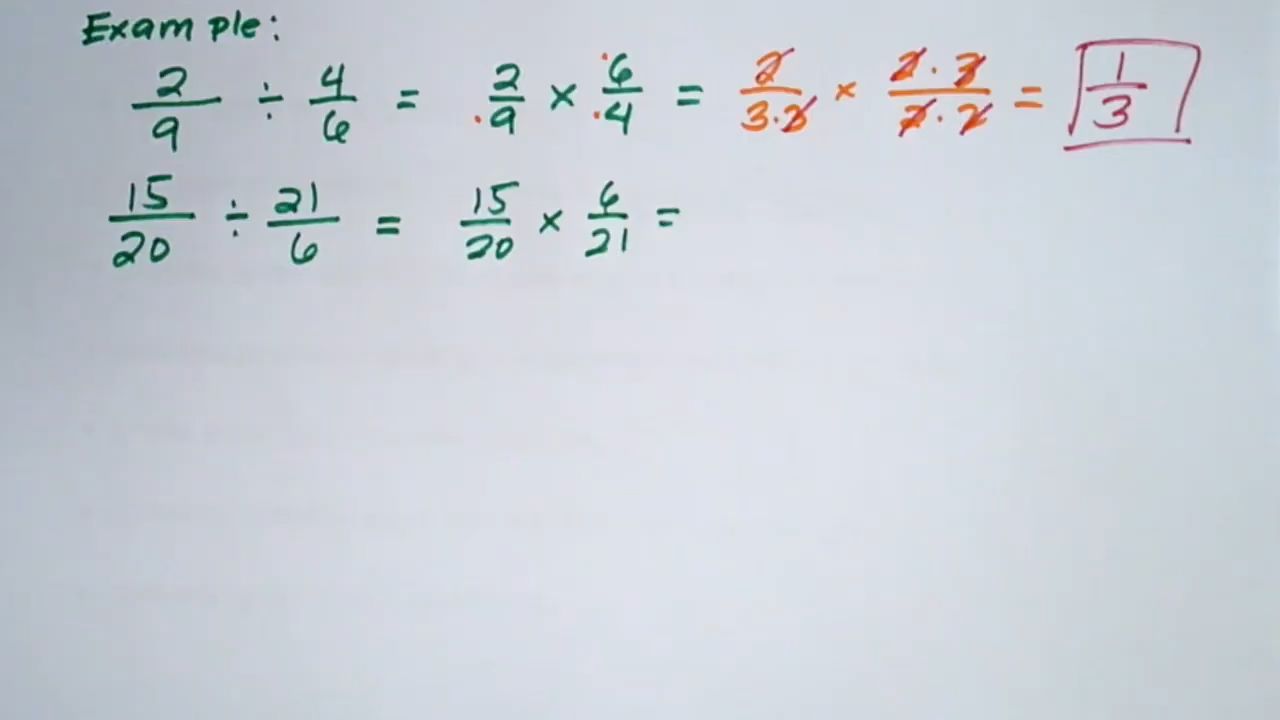 Example:
2/9 ÷ 4/6 = 2/9 × 6/4 = 2/3·3 × 2·3/2·2 = 1/3
15/20 ÷ 21/6 = 15/20 × 6/21 =